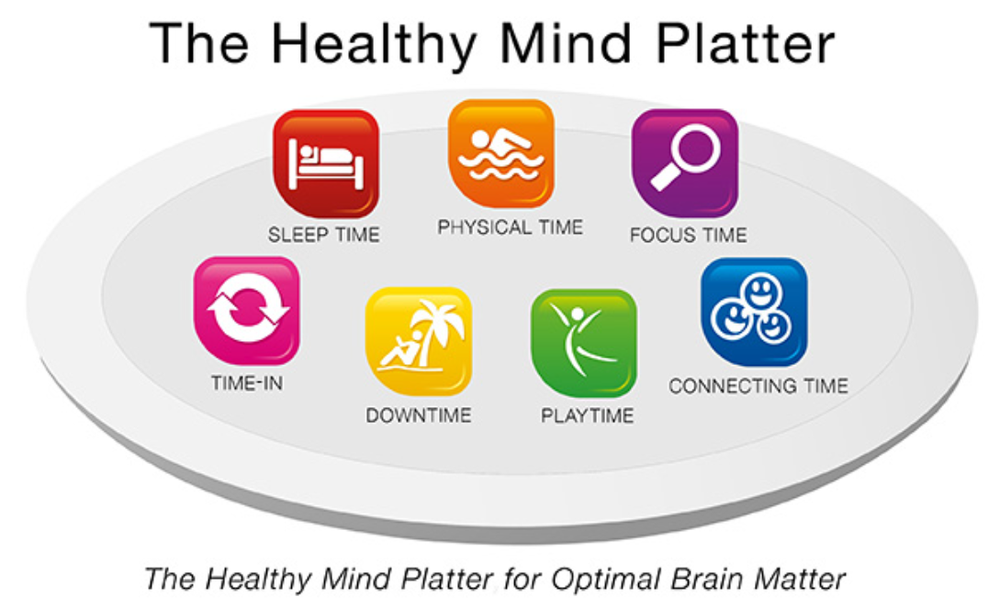 The Healthy Mind Platter
SLEEP TIME
PHYSICAL TIME
FOCUS TIME
TIME-IN
DOWNTIME
PLAYTIME
CONNECTING TIME
The Healthy Mind Platter for Optimal Brain Matter